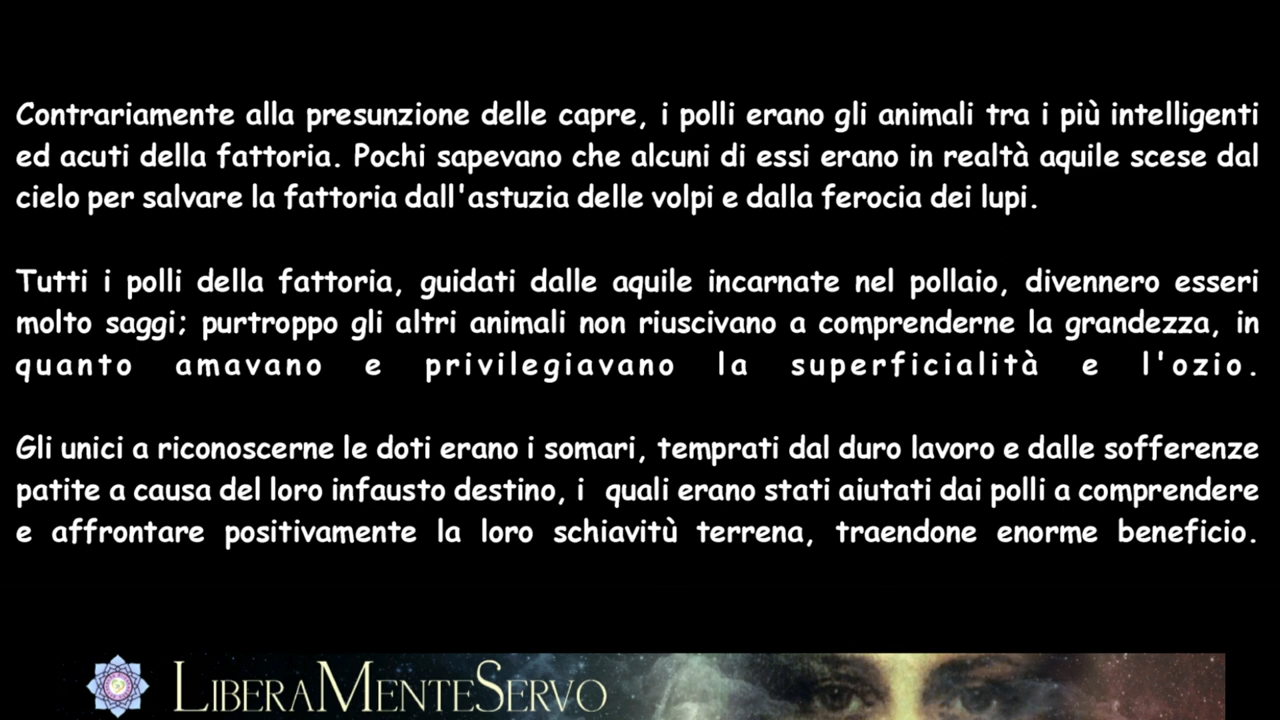 Contrariamente alla presunzione delle capre, i polli erano gli animali tra i più intelligenti
ed acuti della fattoria. Pochi sapevano che alcuni di essi erano in realtà aquile scese dal
cielo per salvare la fattoria dall'astuzia delle volpi e dalla ferocia dei lupi.
Tutti i polli della fattoria, guidati dalle aquile incarnate nel pollaio, divennero esseri
molto saggi; purtroppo gli altri animali non riuscivano a comprenderne la grandezza, in
quanto amavano e privilegiavano la superficialità e l'ozio.
Gli unici a riconoscerne le doti erano i somari, temprati dal duro lavoro e dalle sofferenze
patite a causa del loro infausto destino, i quali erano stati aiutati dai polli a comprendere
e affrontare positivamente la loro schiavitù terrena, traendone enorme beneficio.
LIBERAMENTESERVO